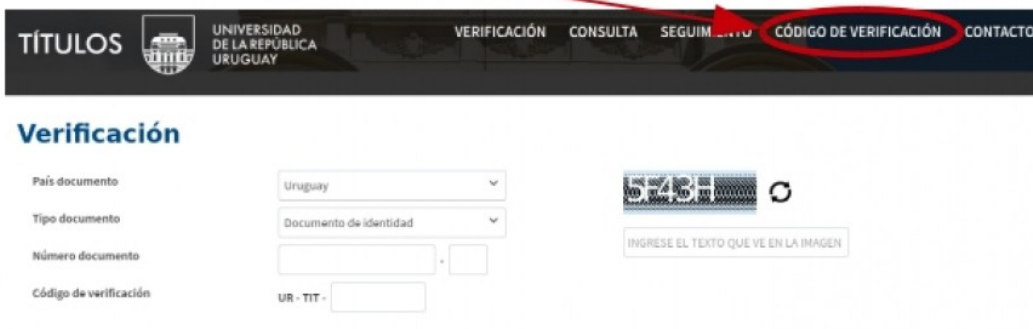 TÍTULOS
UNIVERSIDAD
DE LA REPÚBLICA
URUGUAY
VERIFICACIÓN CONSULTA SEGUIMIENTO CÓDIGO DE VERIFICACIÓN CONTACTO
Verificación
País documento
Uruguay
5F43H
Tipo documento
Documento de identidad
INGRESE EL TEXTO QUE VE EN LA IMAGEN
Número documento
-
Código de verificación
UR - TIT -